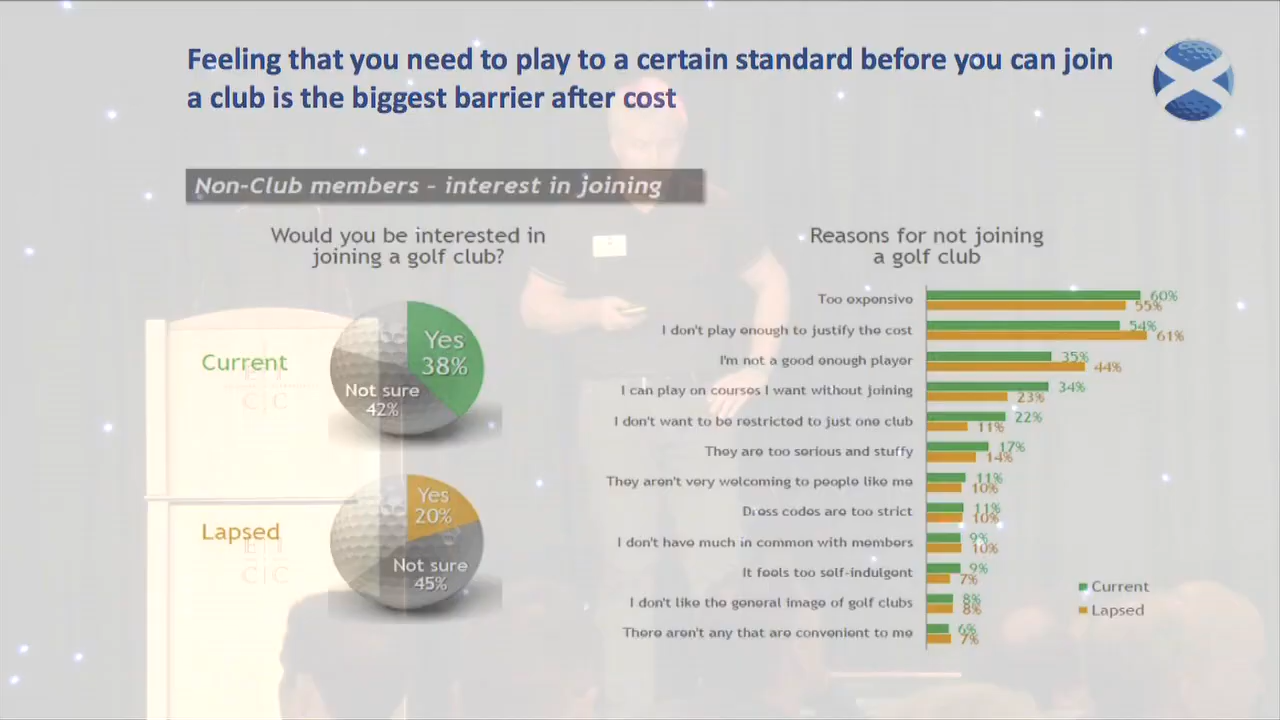 Feeling that you need to play to a certain standard before you can join
a club is the biggest barrier after cost
Non-Club members - interest in joining
Would you be interested in
joining a golf club?
Current
Yes
38%
Not sure
42%
Lapsed
Yes
20%
Not sure
45%
Reasons for not joining
a golf club
Too expensive 60% 55%
I don't play enough to justify the cost 54% 61%
I'm not a good enough player 35% 44%
I can play on courses I want without joining 34% 23%
I don't want to be restricted to just one club 22% 11%
They are too serious and stuffy 17% 14%
They aren't very welcoming to people like me 11% 10%
Dress codes are too strict 11% 10%
I don't have much in common with members 9% 10%
It feels too self-indulgent 9% 7%
I don't like the general image of golf clubs 8% 8%
There aren't any that are convenient to me 6% 7%
Current
Lapsed